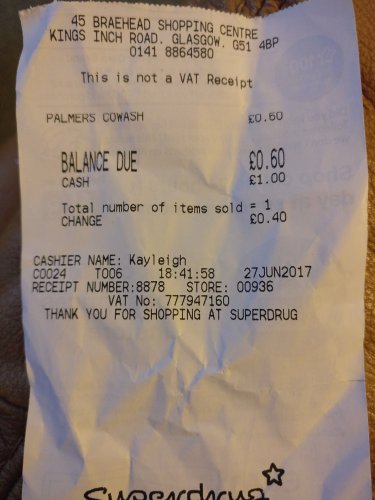 45 BRAEHEAD SHOPPING CENTRE
KINGS INCH ROAD. GLASGOW. G51 4BP
0141 8864580
This is not a VAT Receipt
PALMERS COWASH £0.60
BALANCE DUE £0.60
CASH £1.00
Total number of items sold = 1
CHANGE £0.40
CASHIER NAME: Kayleigh
C0024 T006 18:41:58 27JUN2017
RECEIPT NUMBER:8878 STORE: 00936
VAT No: 777947160
THANK YOU FOR SHOPPING AT SUPERDRUG
Superdrug